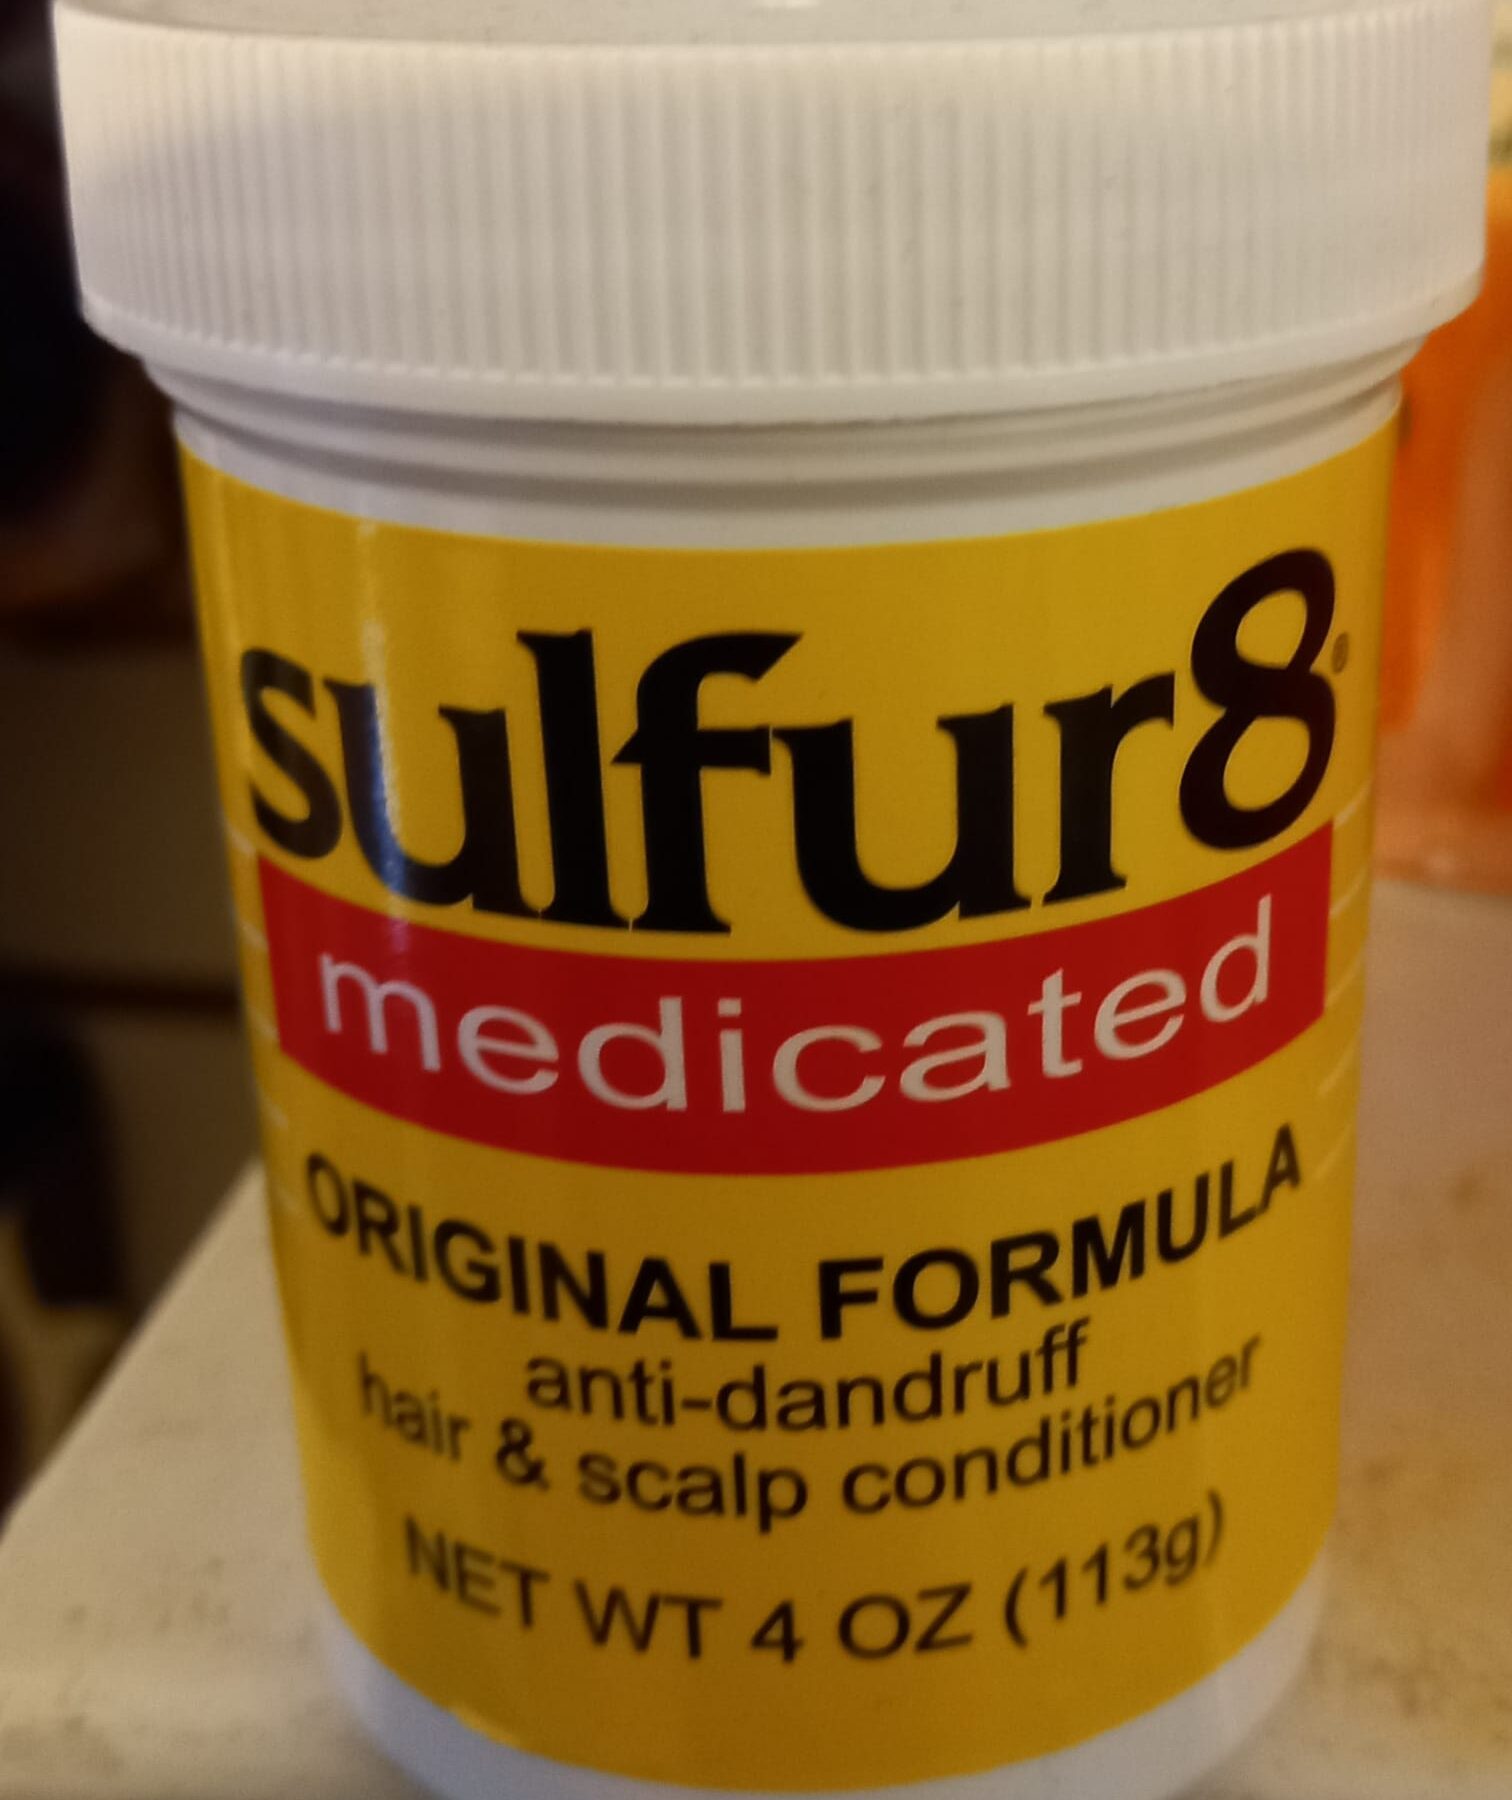 sulfur8®
medicated
ORIGINAL FORMULA
anti-dandruff
hair & scalp conditioner
NET WT 4 OZ (113g)